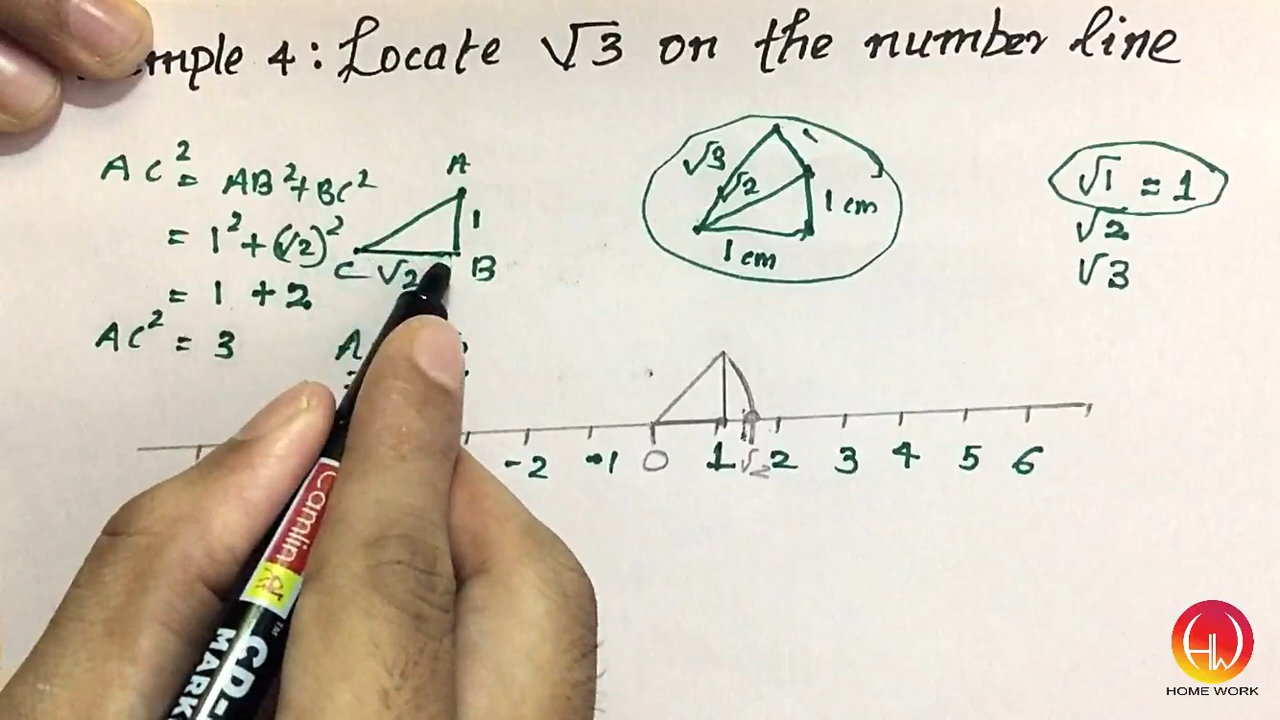 mple 4 : Locate √3 on the number line
AC² = AB² + BC²
= 1² + (√2)²
= 1 + 2
AC² = 3
A
A
1
C √2 B
√3
√2
1 cm
1 cm
√1 = 1
√2
√3
-2 -1 0 1 √2 2 3 4 5 6
Camlin
CD-
MARK
HW
HOME WORK